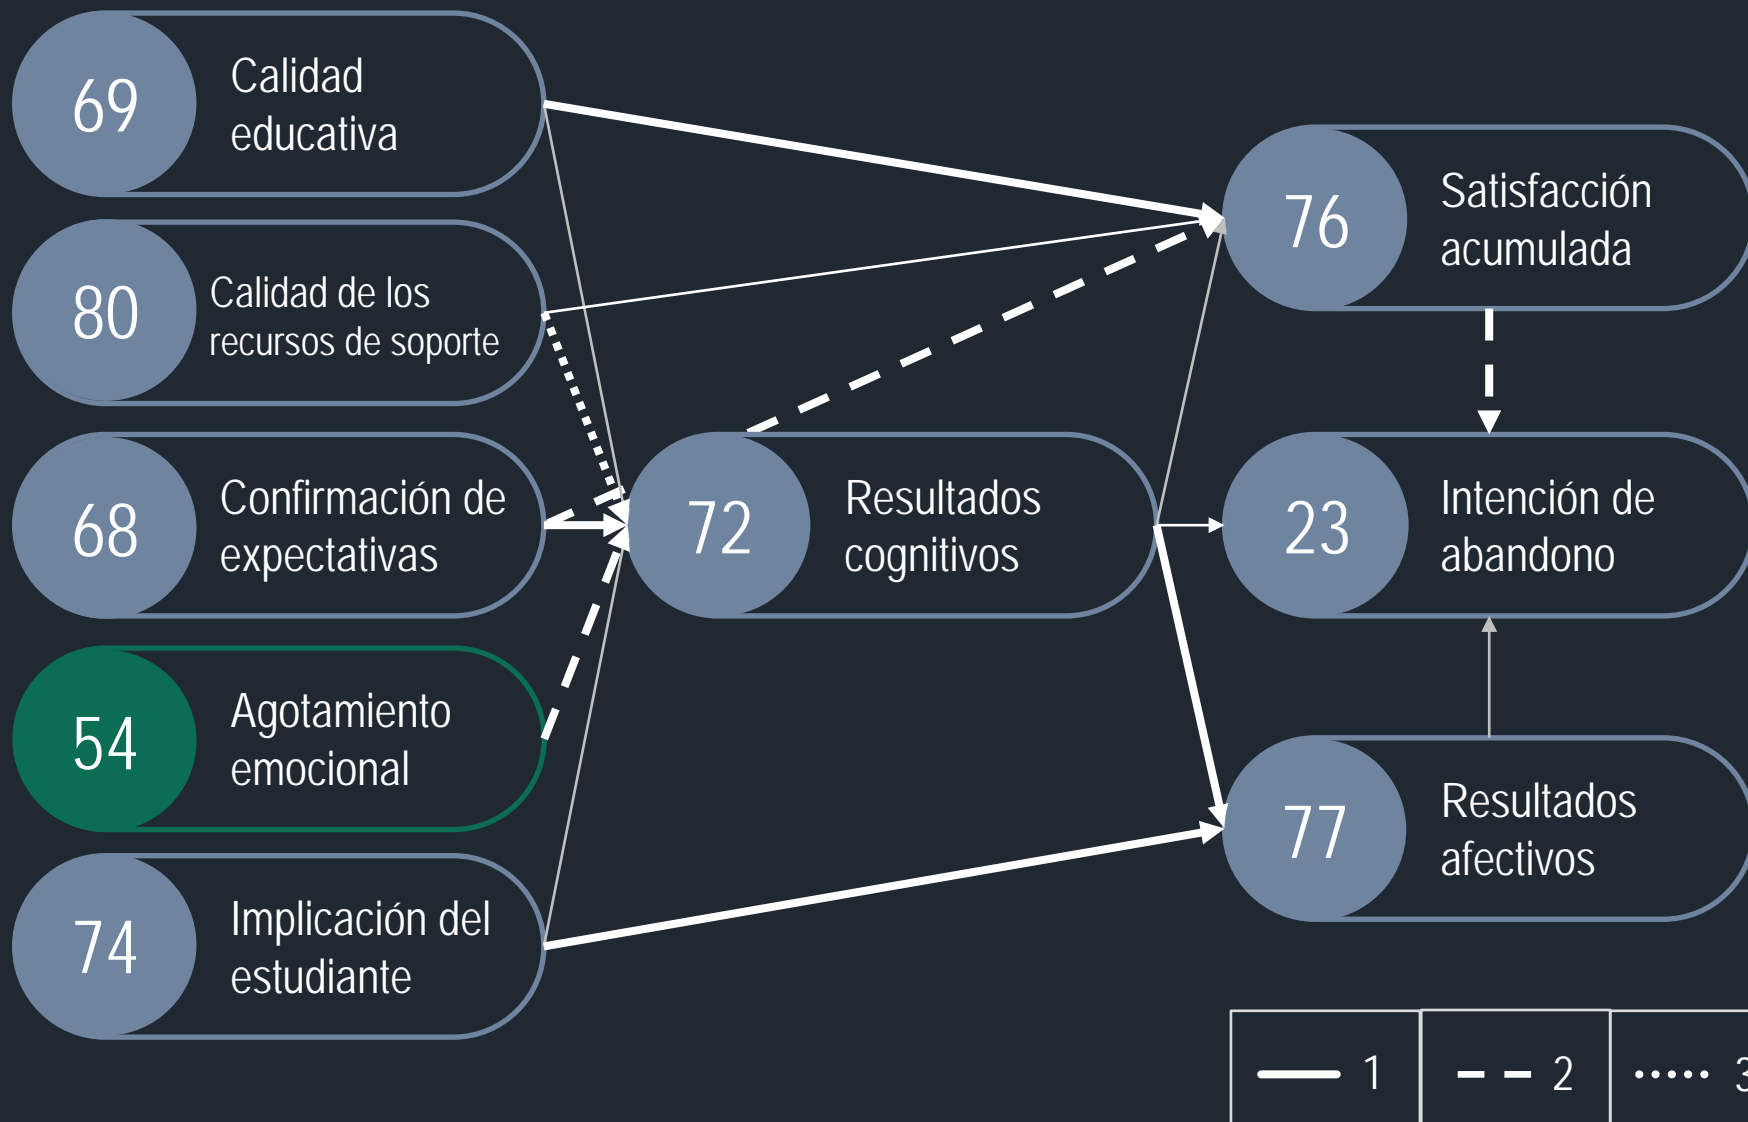 69
Calidad
educativa
80
Calidad de los
recursos de soporte
68
Confirmación de
expectativas
54
Agotamiento
emocional
74
Implicación del
estudiante
72
Resultados
cognitivos
76
Satisfacción
acumulada
23
Intención de
abandono
77
Resultados
afectivos
1
2
3